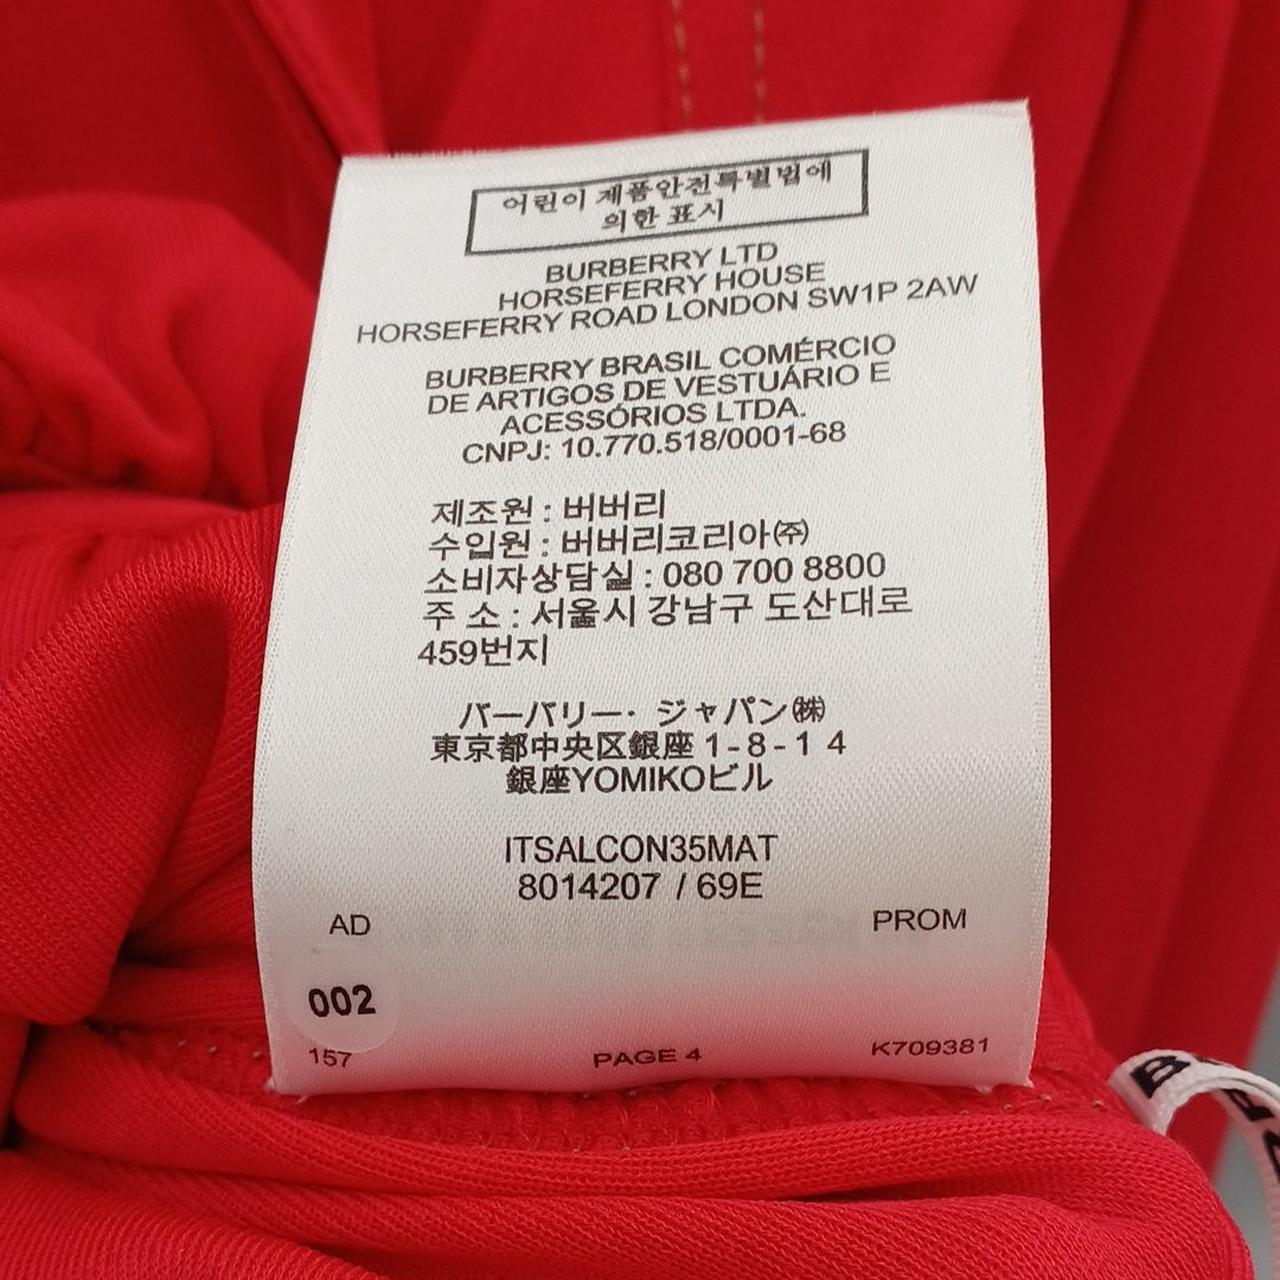 어린이 제품안전특별법에
의한 표시
BURBERRY LTD
HORSEFERRY HOUSE
HORSEFERRY ROAD LONDON SW1P 2AW
BURBERRY BRASIL COMÉRCIO
DE ARTIGOS DE VESTUÁRIO E
ACESSÓRIOS LTDA.
CNPJ: 10.770.518/0001-68
제조원 : 버버리
수입원 : 버버리코리아㈜
소비자상담실 : 080 700 8800
주 소 : 서울시 강남구 도산대로
459번지
バーバリー・ジャパン㈱
東京都中央区銀座 1-8-1 4
銀座YOMIKOビル
ITSALCON35MAT
8014207 / 69E
AD PROM
002
157 PAGE 4 K709381